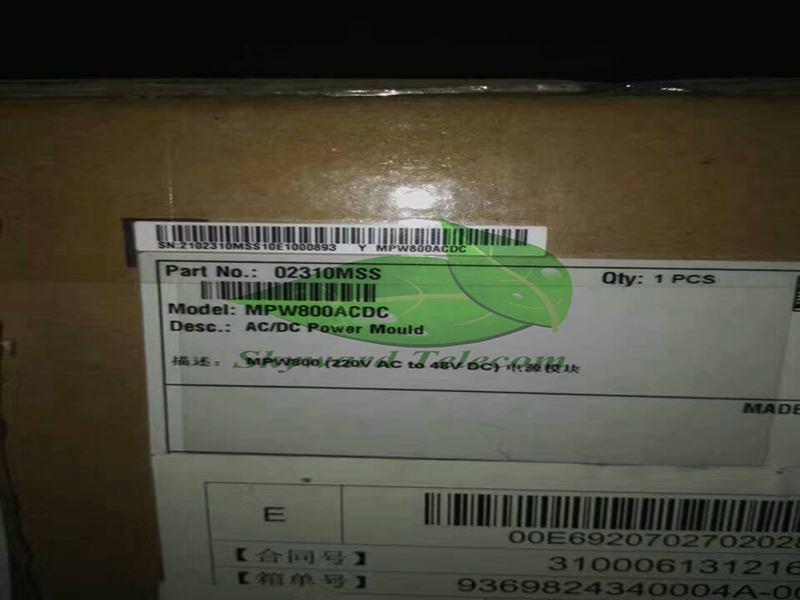 SN:2102310MSS10E1000893 Y MPW800ACDC
Part No.: 02310MSS
Qty: 1 PCS
Model: MPW800ACDC
Desc.: AC/DC Power Mould
Skyward Telecom
描述: MPW800 (220V AC to 48V DC) 电源模块
MADE
E
00E692070270202
【合同号】 310006131216
【箱单号】 9369824340004A-0